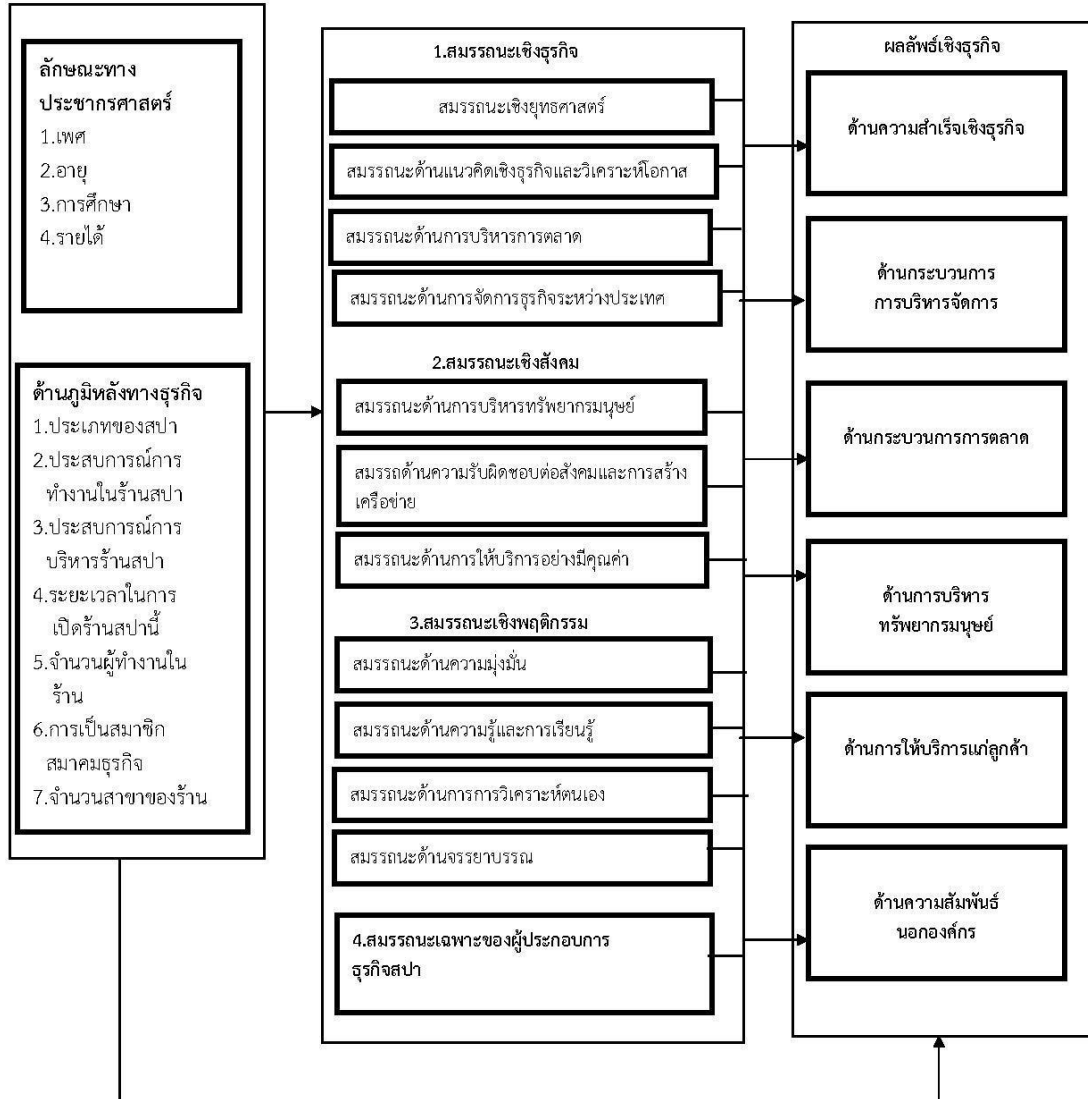 ลักษณะทาง
ประชากรศาสตร์
1.เพศ
2.อายุ
3.การศึกษา
4.รายได้
ด้านภูมิหลังทางธุรกิจ
1.ประเภทของสปา
2.ประสบการณ์การ
ทำงานในร้านสปา
3.ประสบการณ์การ
บริหารร้านสปา
4.ระยะเวลาในการ
เปิดร้านสปานี้
5.จำนวนผู้ทำงานใน
ร้าน
6.การเป็นสมาชิก
สมาคมธุรกิจ
7.จำนวนสาขาของร้าน
1.สมรรถนะเชิงธุรกิจ
สมรรถนะเชิงยุทธศาสตร์
สมรรถนะด้านแนวคิดเชิงธุรกิจและวิเคราะห์โอกาส
สมรรถนะด้านการบริหารการตลาด
สมรรถนะด้านการจัดการธุรกิจระหว่างประเทศ
2.สมรรถนะเชิงสังคม
สมรรถนะด้านการบริหารทรัพยากรมนุษย์
สมรรถด้านความรับผิดชอบต่อสังคมและการสร้าง
เครือข่าย
สมรรถนะด้านการให้บริการอย่างมีคุณค่า
3.สมรรถนะเชิงพฤติกรรม
สมรรถนะด้านความมุ่งมั่น
สมรรถนะด้านความรู้และการเรียนรู้
สมรรถนะด้านการการวิเคราะห์ตนเอง
สมรรถนะด้านจรรยาบรรณ
4.สมรรถนะเฉพาะของผู้ประกอบการ
ธุรกิจสปา
ผลลัพธ์เชิงธุรกิจ
ด้านความสำเร็จเชิงธุรกิจ
ด้านกระบวนการ
การบริหารจัดการ
ด้านกระบวนการการตลาด
ด้านการบริหาร
ทรัพยากรมนุษย์
ด้านการให้บริการแก่ลูกค้า
ด้านความสัมพันธ์
นอกองค์กร